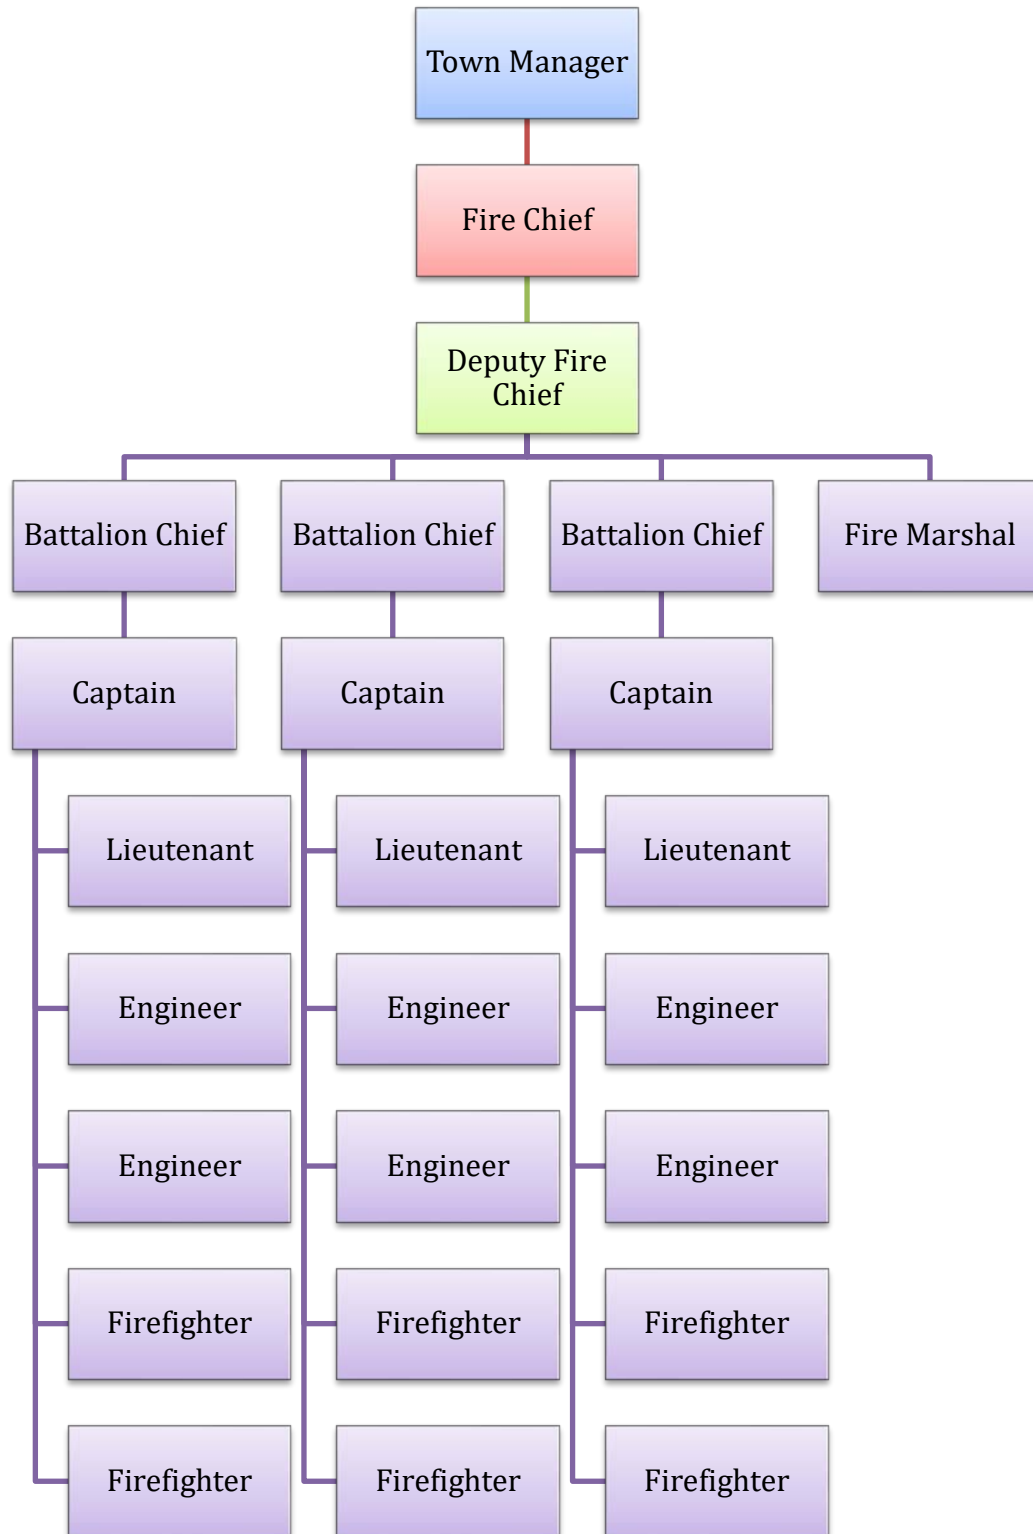 Town Manager
Fire Chief
Deputy Fire
Chief
Battalion Chief
Battalion Chief
Battalion Chief
Fire Marshal
Captain
Captain
Captain
Lieutenant
Lieutenant
Lieutenant
Engineer
Engineer
Engineer
Engineer
Engineer
Engineer
Firefighter
Firefighter
Firefighter
Firefighter
Firefighter
Firefighter